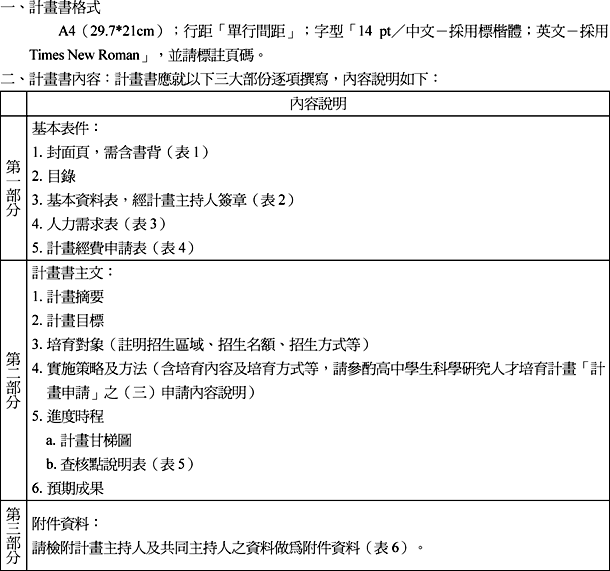 一、計畫書格式
A4（29.7*21cm）；行距「單行間距」；字型「14 pt／中文－採用標楷體；英文－採用
Times New Roman」，並請標註頁碼。
二、計畫書內容：計畫書應就以下三大部份逐項撰寫，內容說明如下：
內容說明
第一部分
基本表件：
1. 封面頁，需含書背（表 1）
2. 目錄
3. 基本資料表，經計畫主持人簽章（表 2）
4. 人力需求表（表 3）
5. 計畫經費申請表（表 4）
第二部分
計畫書主文：
1. 計畫摘要
2. 計畫目標
3. 培育對象（註明招生區域、招生名額、招生方式等）
4. 實施策略及方法（含培育內容及培育方式等，請參酌高中學生科學研究人才培育計畫「計
畫申請」之（三）申請內容說明）
5. 進度時程
a. 計畫甘梯圖
b. 查核點說明表（表 5）
6. 預期成果
第三部分
附件資料：
請檢附計畫主持人及共同主持人之資料做爲附件資料（表 6）。